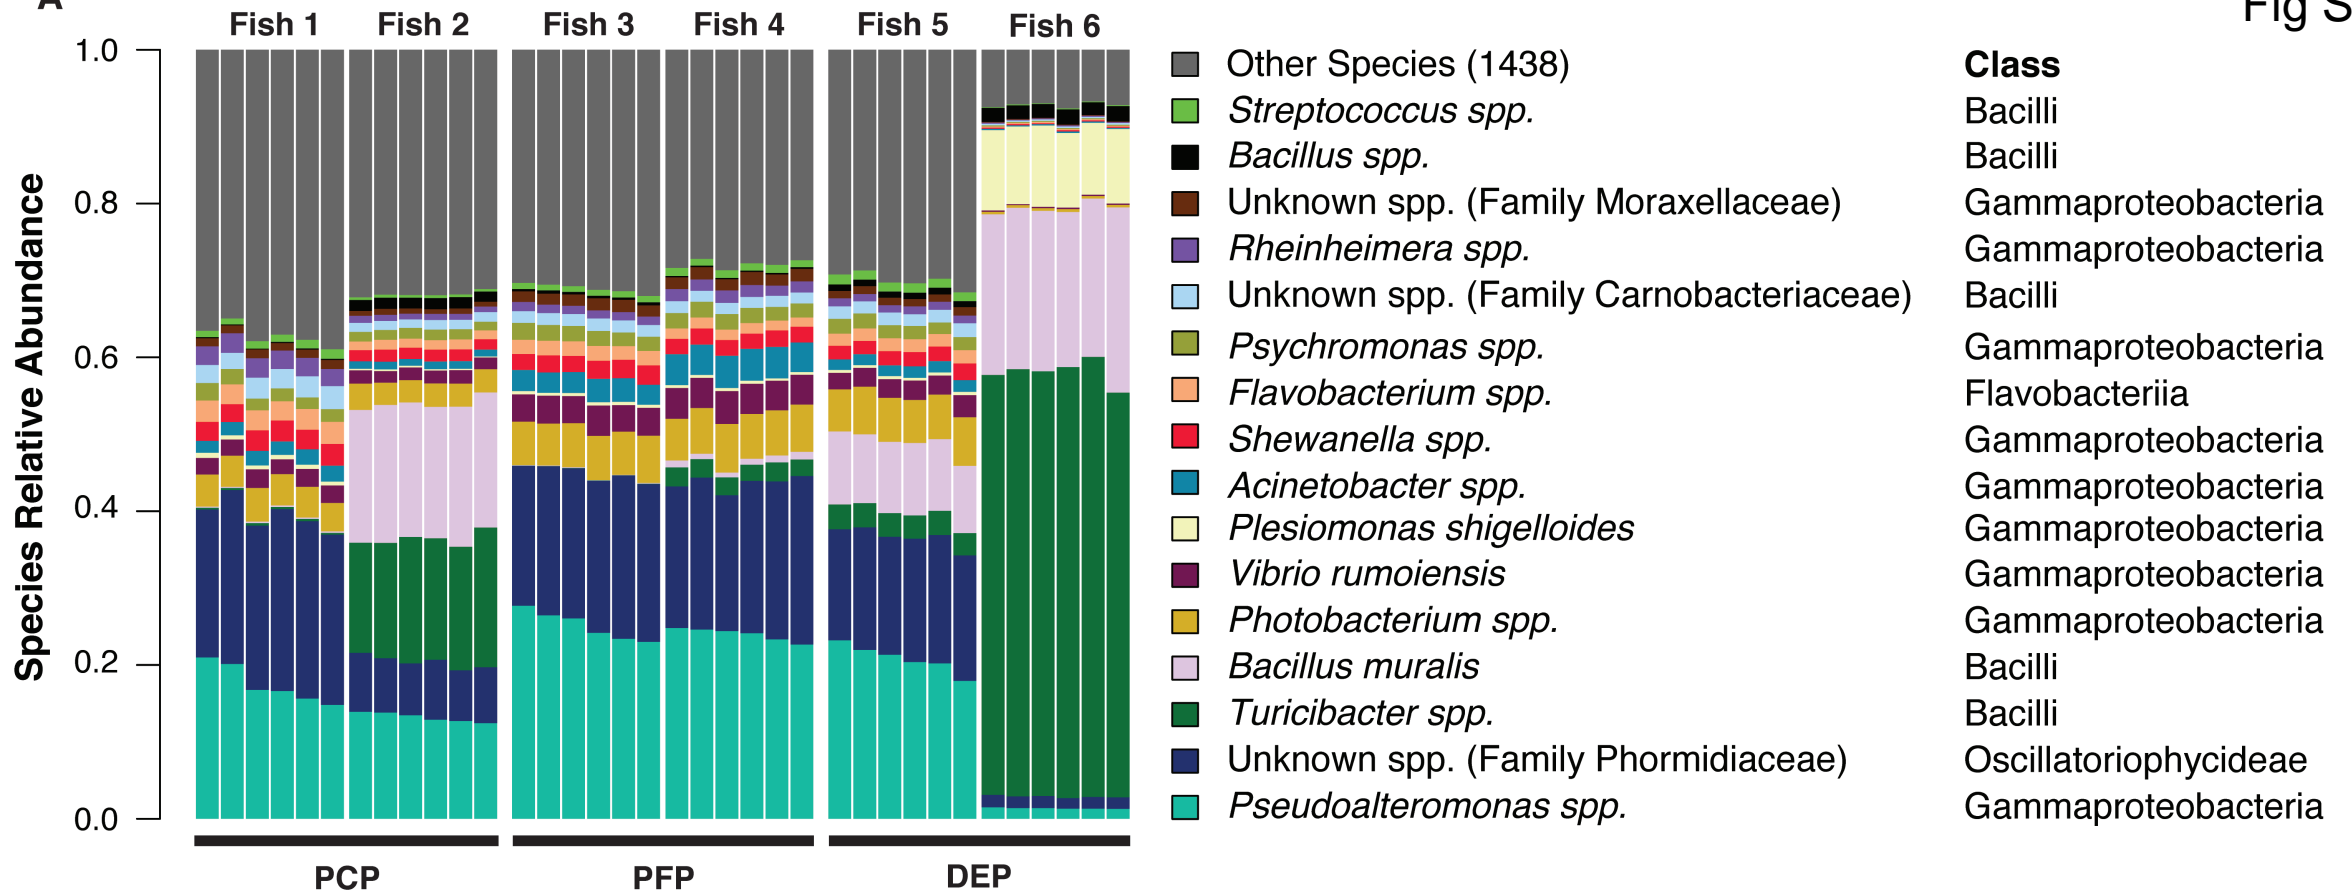 A
Fig S
Fish 1 Fish 2 Fish 3 Fish 4 Fish 5 Fish 6
Species Relative Abundance
1.0
0.8
0.6
0.4
0.2
0.0
PCP PFP DEP
Other Species (1438) Class
Streptococcus spp. Bacilli
Bacillus spp. Bacilli
Unknown spp. (Family Moraxellaceae) Gammaproteobacteria
Rheinheimera spp. Gammaproteobacteria
Unknown spp. (Family Carnobacteriaceae) Bacilli
Psychromonas spp. Gammaproteobacteria
Flavobacterium spp. Flavobacteriia
Shewanella spp. Gammaproteobacteria
Acinetobacter spp. Gammaproteobacteria
Plesiomonas shigelloides Gammaproteobacteria
Vibrio rumoiensis Gammaproteobacteria
Photobacterium spp. Gammaproteobacteria
Bacillus muralis Bacilli
Turicibacter spp. Bacilli
Unknown spp. (Family Phormidiaceae) Oscillatoriophycideae
Pseudoalteromonas spp. Gammaproteobacteria